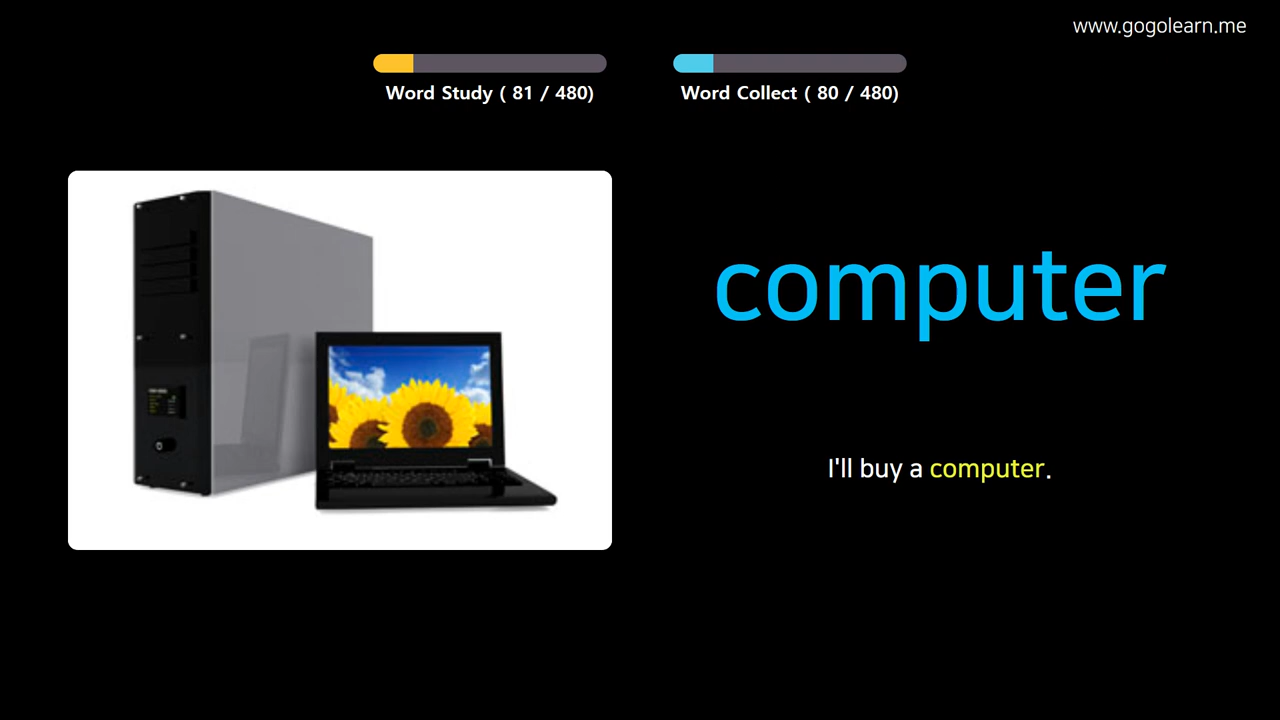 www.gogolearn.me
Word Study ( 81 / 480)
Word Collect ( 80 / 480)
computer
I'll buy a computer.